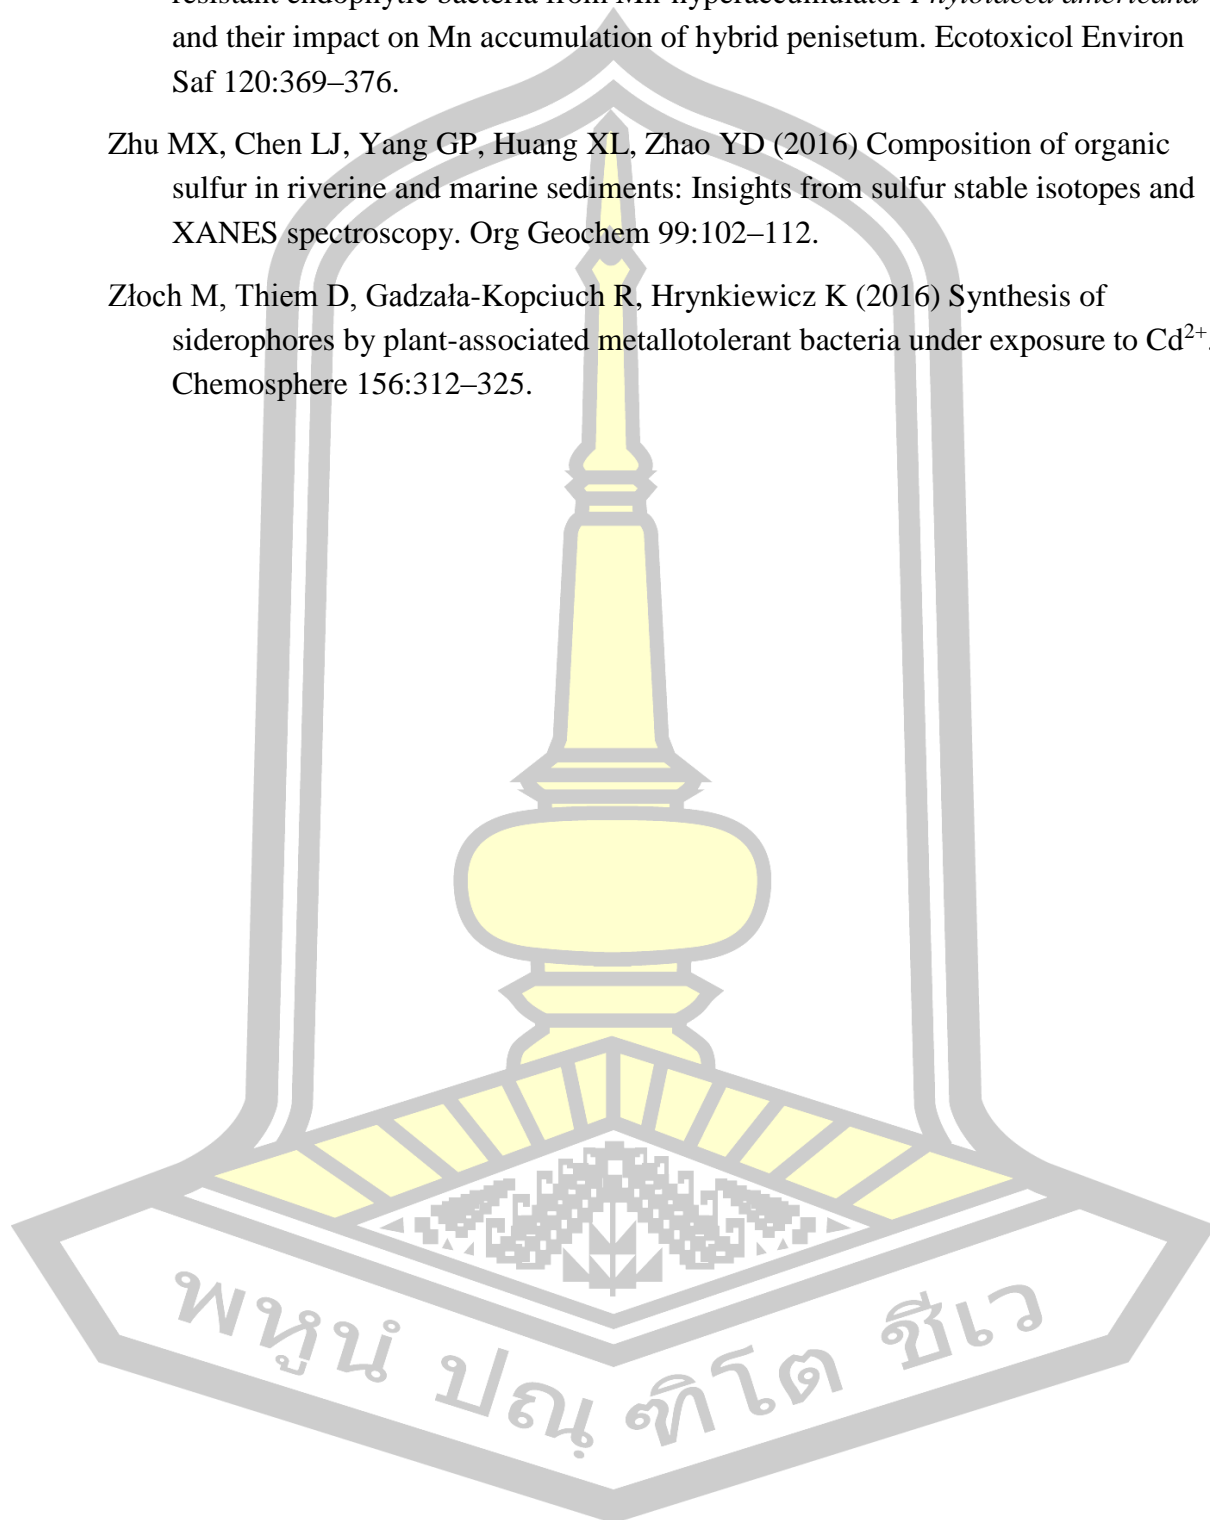 resistant endophytic bacteria from Mn-hyperaccumulator Phytolacca americana
and their impact on Mn accumulation of hybrid penisetum. Ecotoxicol Environ
Saf 120:369–376.
Zhu MX, Chen LJ, Yang GP, Huang XL, Zhao YD (2016) Composition of organic
sulfur in riverine and marine sediments: Insights from sulfur stable isotopes and
XANES spectroscopy. Org Geochem 99:102–112.
Złoch M, Thiem D, Gadzała-Kopciuch R, Hrynkiewicz K (2016) Synthesis of
siderophores by plant-associated metallotolerant bacteria under exposure to Cd²⁺.
Chemosphere 156:312–325.
พหูนํ ปณฺฑิโต ชีเว